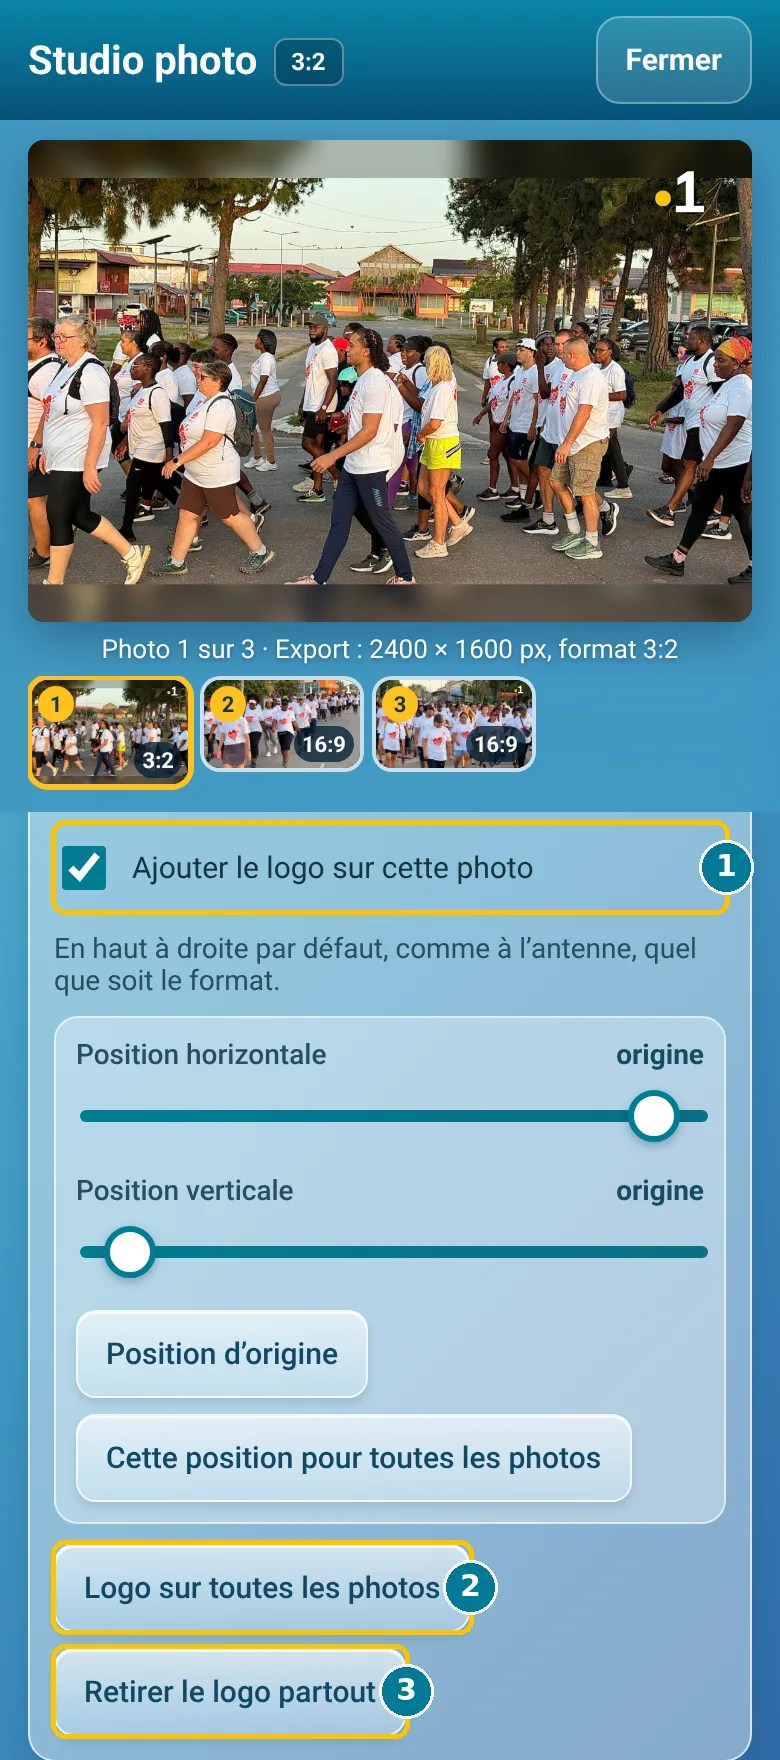 Studio photo 3:2 Fermer
1
Photo 1 sur 3 · Export : 2400 × 1600 px, format 3:2
1 1 2 3 1
3:2 16:9 16:9
Ajouter le logo sur cette photo 1
En haut à droite par défaut, comme à l’antenne, quel
que soit le format.
Position horizontale origine
Position verticale origine
Position d’origine
Cette position pour toutes les photos
Logo sur toutes les photos 2
Retirer le logo partout 3